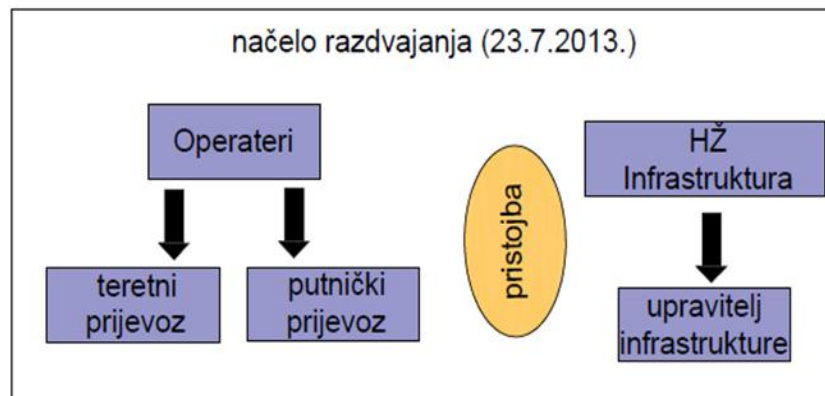 načelo razdvajanja (23.7.2013.)
Operateri
teretni
prijevoz
putnički
prijevoz
pristojba
HŽ
Infrastruktura
upravitelj
infrastrukture